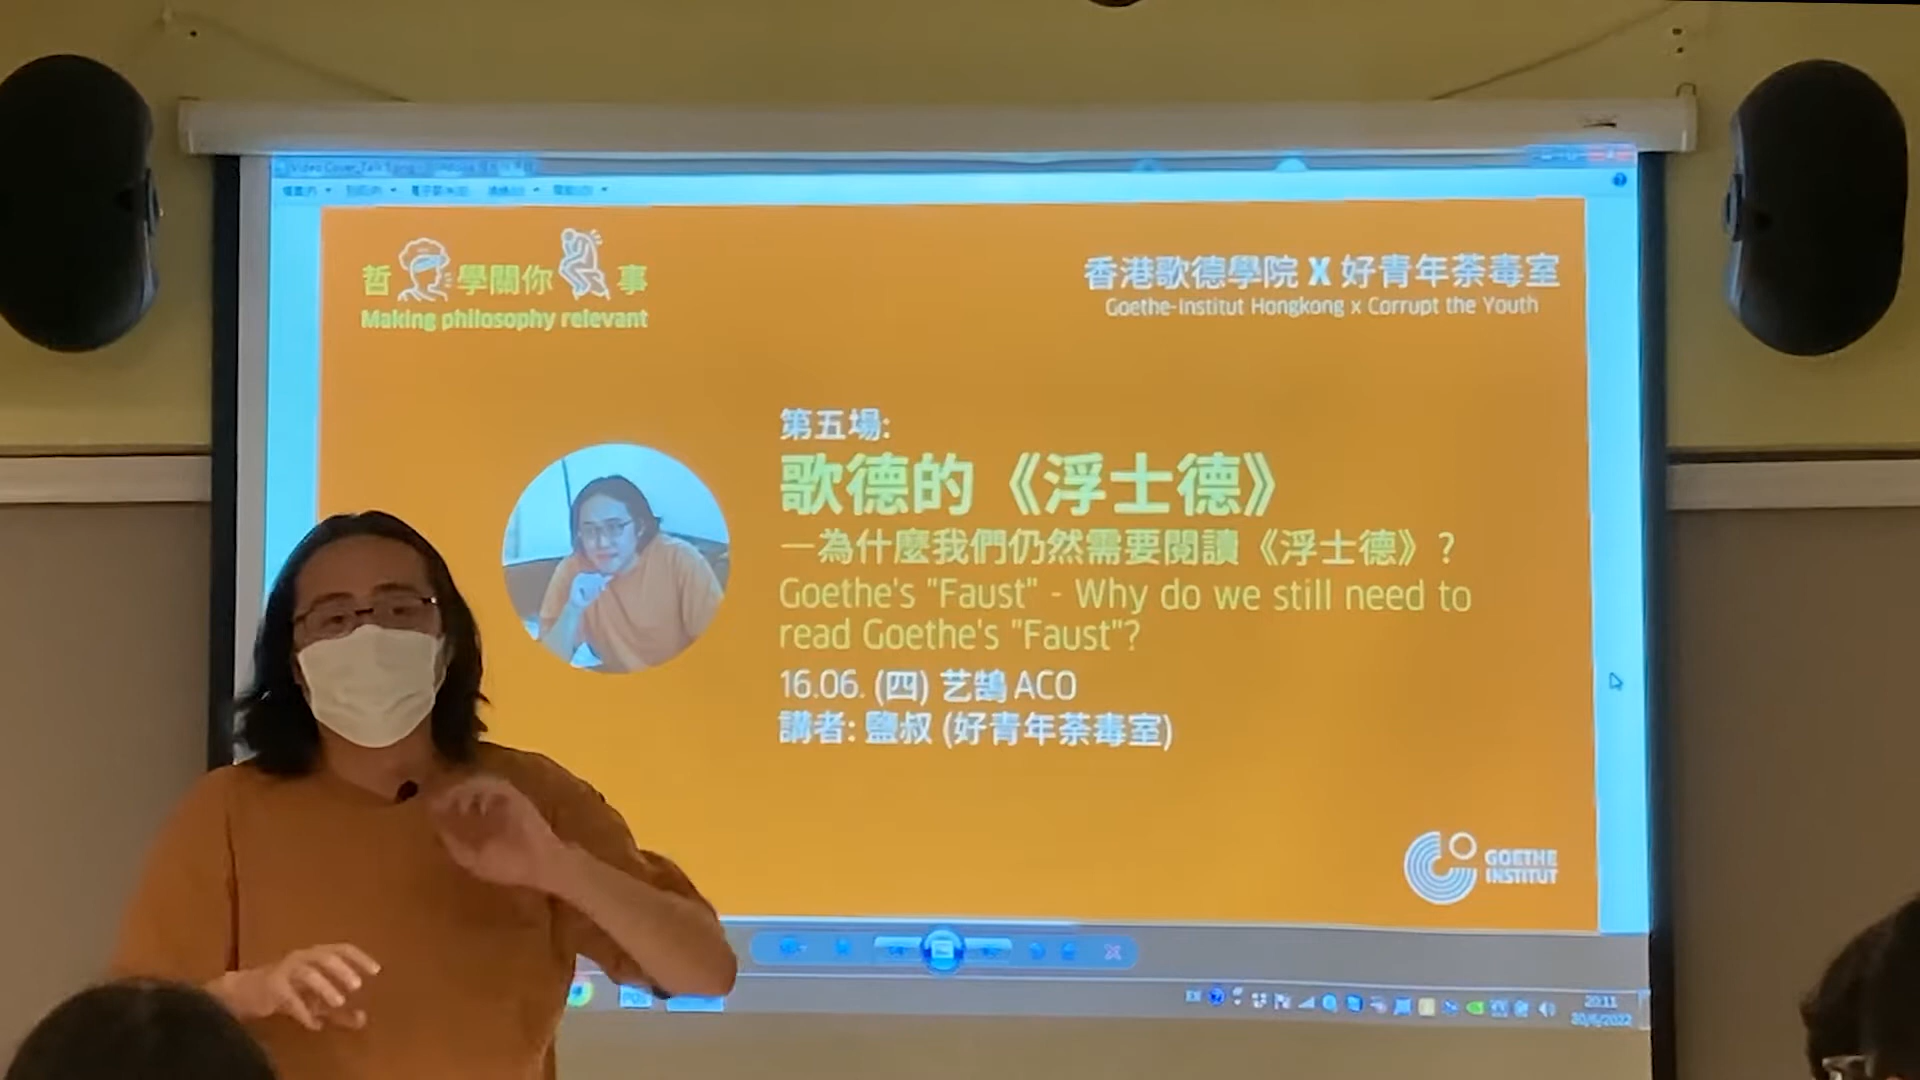 哲學關你事
Making philosophy relevant
香港歌德學院 X 好青年荼毒室
Goethe-Institut Hongkong x Corrupt the Youth
第五場:
歌德的《浮士德》
—為什麼我們仍然需要閱讀《浮士德》?
Goethe's "Faust" - Why do we still need to
read Goethe's "Faust"?
16.06. (四) 艺鵠 ACO
講者: 鹽叔 (好青年荼毒室)
GOETHE
INSTITUT
20:11